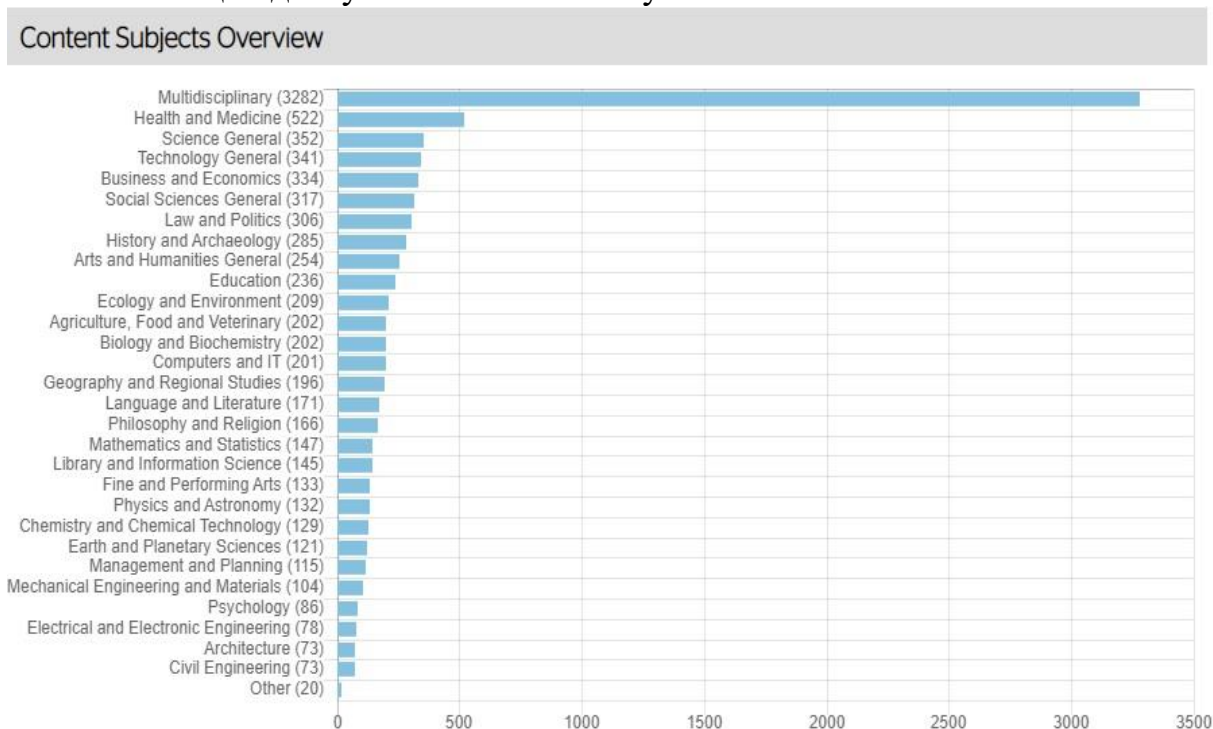 Content Subjects Overview
Multidisciplinary (3282)
Health and Medicine (522)
Science General (352)
Technology General (341)
Business and Economics (334)
Social Sciences General (317)
Law and Politics (306)
History and Archaeology (285)
Arts and Humanities General (254)
Education (236)
Ecology and Environment (209)
Agriculture, Food and Veterinary (202)
Biology and Biochemistry (202)
Computers and IT (201)
Geography and Regional Studies (196)
Language and Literature (171)
Philosophy and Religion (166)
Mathematics and Statistics (147)
Library and Information Science (145)
Fine and Performing Arts (133)
Physics and Astronomy (132)
Chemistry and Chemical Technology (129)
Earth and Planetary Sciences (121)
Management and Planning (115)
Mechanical Engineering and Materials (104)
Psychology (86)
Electrical and Electronic Engineering (78)
Architecture (73)
Civil Engineering (73)
Other (20)
0 500 1000 1500 2000 2500 3000 3500